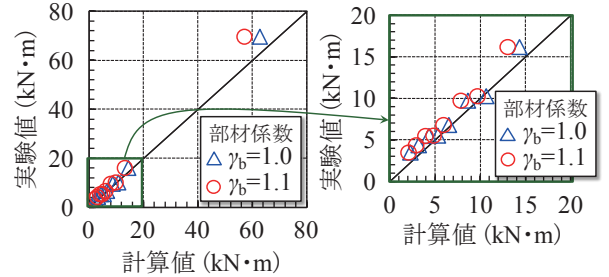 80
60
40
20
0
実験値 (kN・m)
部材係数
γb=1.0
γb=1.1
0 20 40 60 80
計算値 (kN・m)
20
15
10
5
0
実験値 (kN・m)
部材係数
γb=1.0
γb=1.1
0 5 10 15 20
計算値 (kN・m)